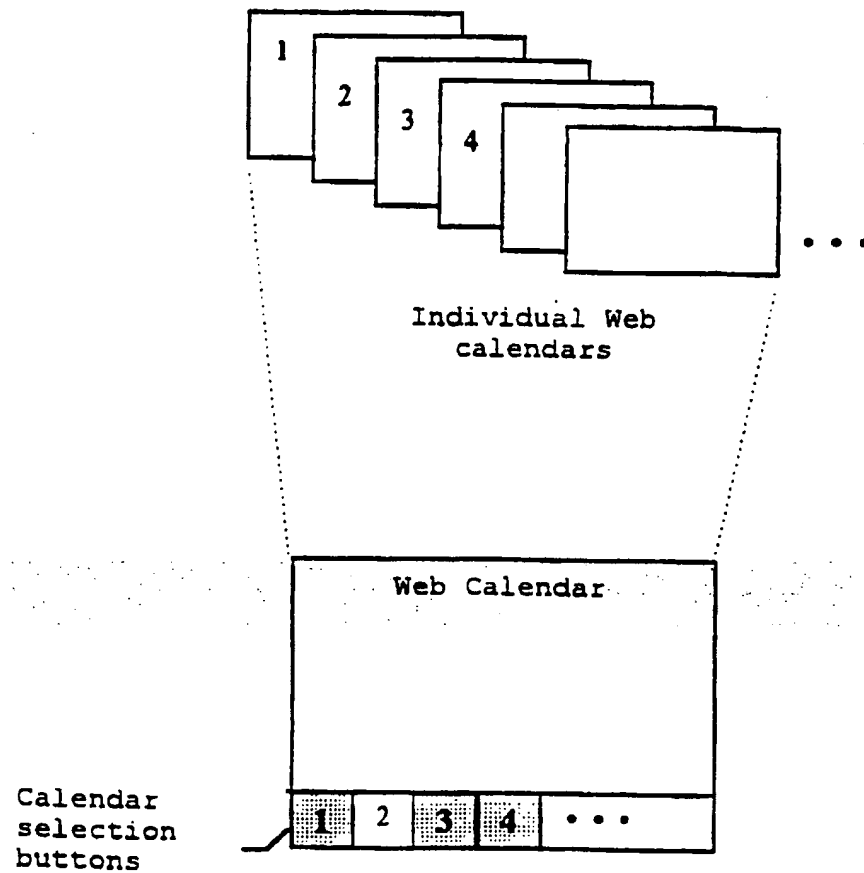 1
2
3
4
• • •
Individual Web
calendars
Web Calendar
Calendar
selection
buttons
1 2 3 4 • • •